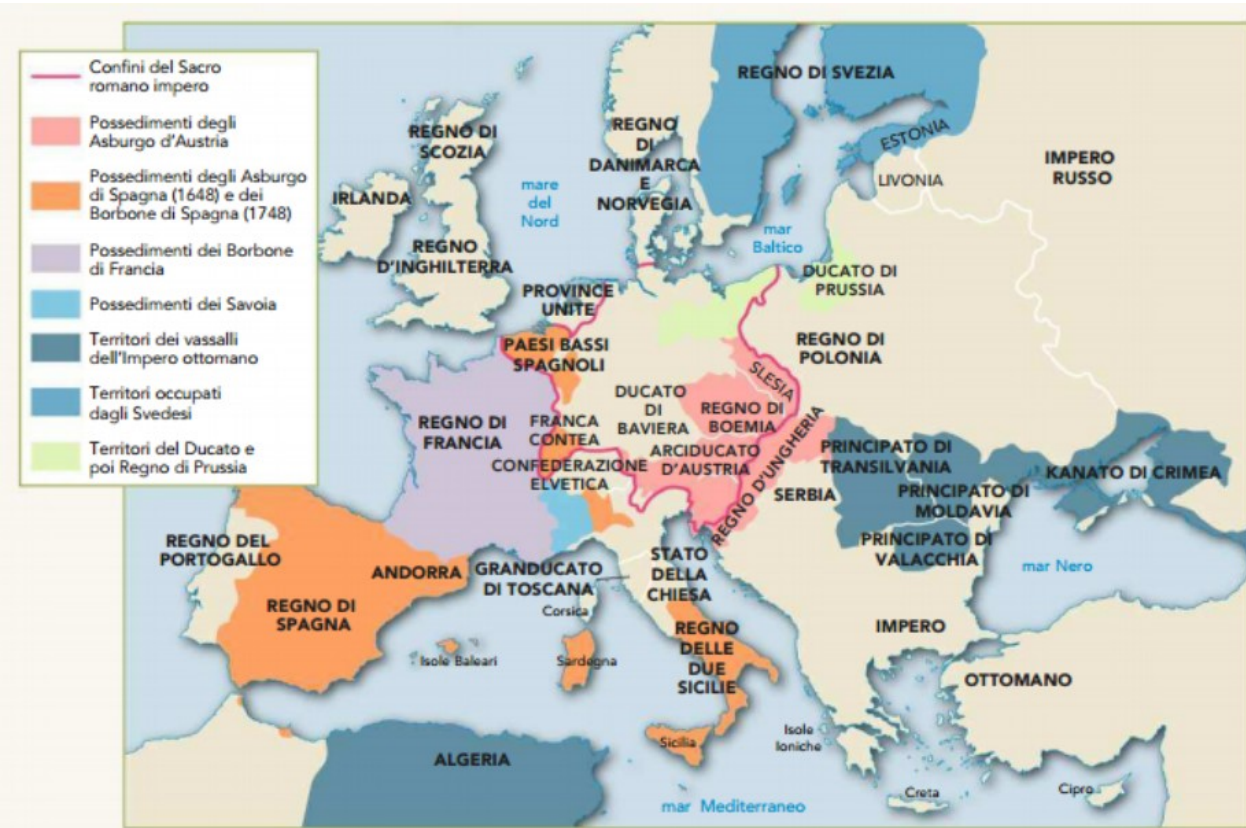 Confini del Sacro
romano impero
Possedimenti degli
Asburgo d'Austria
Possedimenti degli Asburgo
di Spagna (1648) e dei
Borbone di Spagna (1748)
Possedimenti dei Borbone
di Francia
Possedimenti dei Savoia
Territori dei vassalli
dell'Impero ottomano
Territori occupati
dagli Svedesi
Territori del Ducato e
poi Regno di Prussia
REGNO DI SVEZIA
REGNO DI
SCOZIA
REGNO
DI
DANIMARCA
E
NORVEGIA
ESTONIA
LIVONIA
IMPERO
RUSSO
IRLANDA
mare
del
Nord
mar
Baltico
REGNO
D'INGHILTERRA
PROVINCE
UNITE
DUCATO DI
PRUSSIA
PAESI BASSI
SPAGNOLI
REGNO DI
POLONIA
SLESIA
DUCATO
DI
BAVIERA
REGNO DI
BOEMIA
REGNO DI
FRANCIA
FRANCA
CONTEA
ARCIDUCATO
D'AUSTRIA
CONFEDERAZIONE
ELVETICA
REGNO D'UNGHERIA
PRINCIPATO DI
TRANSILVANIA
KANATO DI CRIMEA
SERBIA
PRINCIPATO DI
MOLDAVIA
PRINCIPATO DI
VALACCHIA
mar Nero
REGNO DEL
PORTOGALLO
ANDORRA
GRANDUCATO
DI TOSCANA
STATO
DELLA
CHIESA
Corsica
REGNO DI
SPAGNA
REGNO
DELLE
DUE
SICILIE
IMPERO
OTTOMANO
Isole Baleari
Sardegna
Sicilia
Isole
Ioniche
ALGERIA
Creta
Cipro
mar Mediterraneo